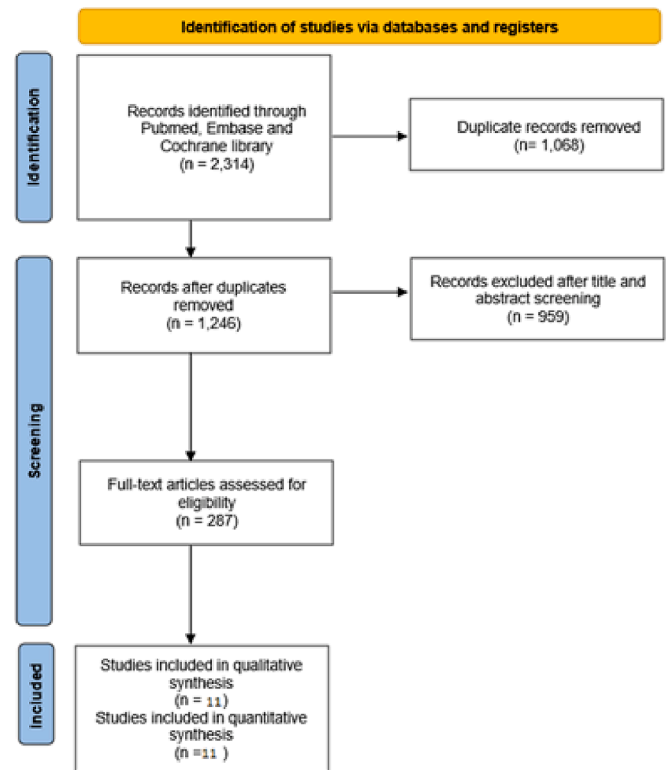 Identification of studies via databases and registers
Identification
Records identified through
Pubmed, Embase and
Cochrane library
(n = 2,314)
Duplicate records removed
(n= 1,068)
Screening
Records after duplicates
removed
(n = 1,246)
Records excluded after title and
abstract screening
(n = 959)
Full-text articles assessed for
eligibility
(n = 287)
Included
Studies included in qualitative
synthesis
(n = 11)
Studies included in quantitative
synthesis
(n =11 )